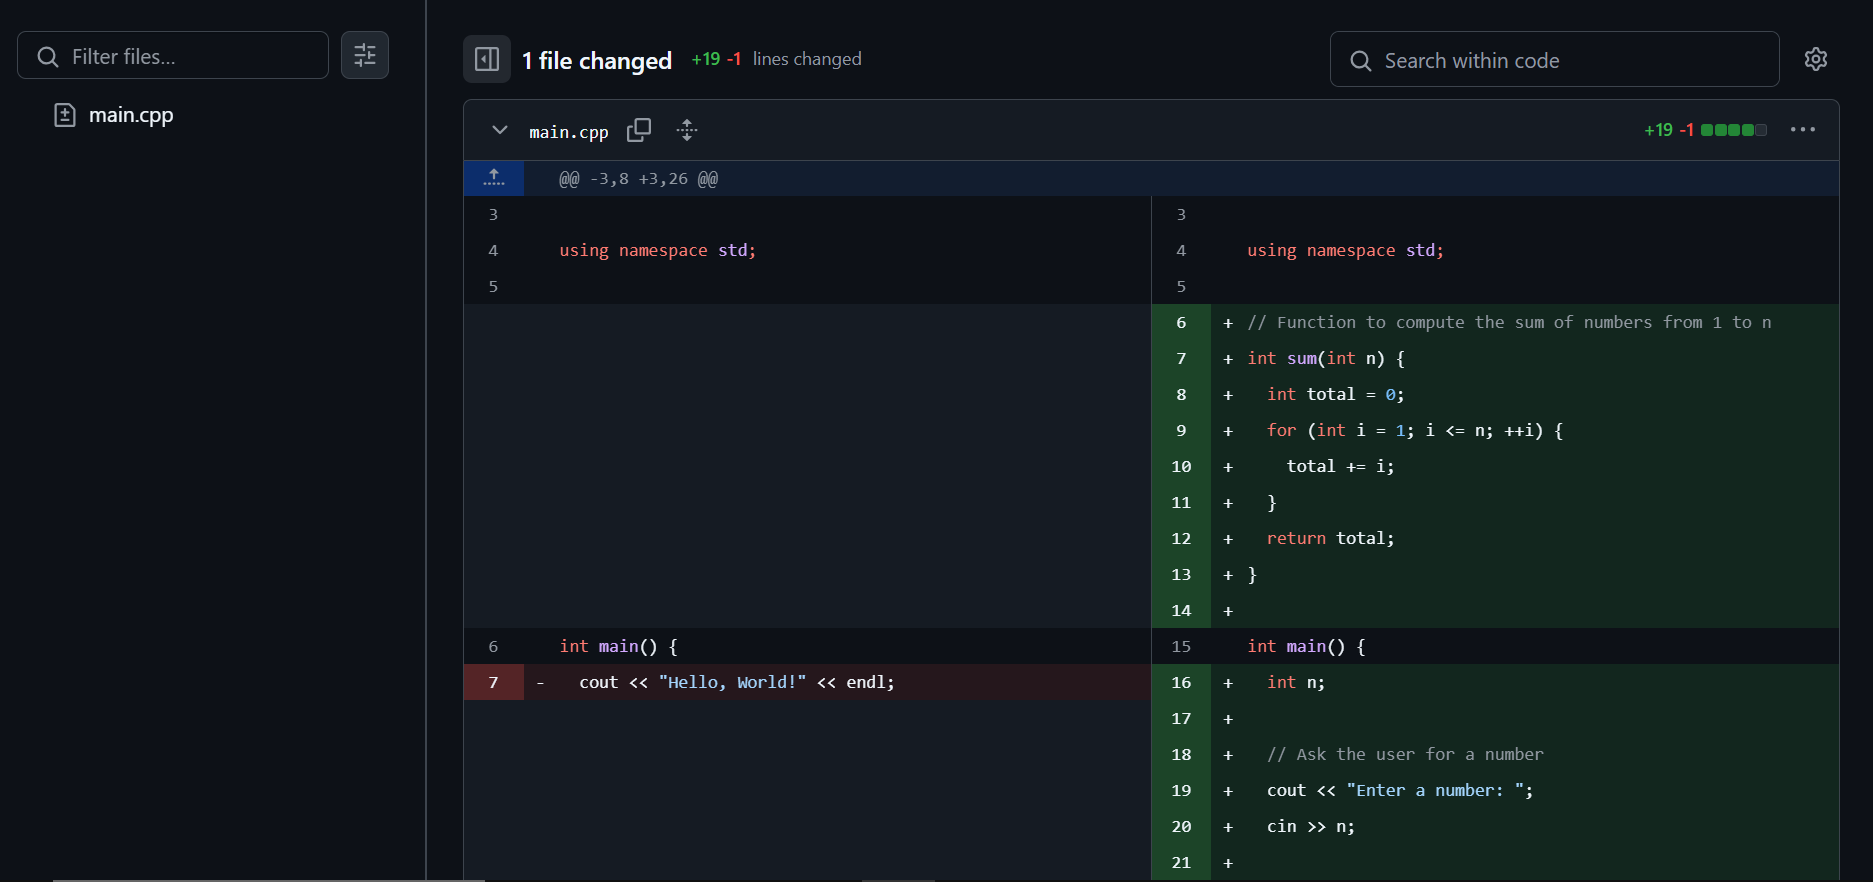 Filter files...
main.cpp
1 file changed +19 -1 lines changed
Search within code
main.cpp
+19 -1
@@ -3,8 +3,26 @@
3
4 using namespace std;
5
6 int main() {
7 - cout << "Hello, World!" << endl;
3
4 using namespace std;
5
6 + // Function to compute the sum of numbers from 1 to n
7 + int sum(int n) {
8 + int total = 0;
9 + for (int i = 1; i <= n; ++i) {
10 + total += i;
11 + }
12 + return total;
13 + }
14 +
15 int main() {
16 + int n;
17 +
18 + // Ask the user for a number
19 + cout << "Enter a number: ";
20 + cin >> n;
21 +